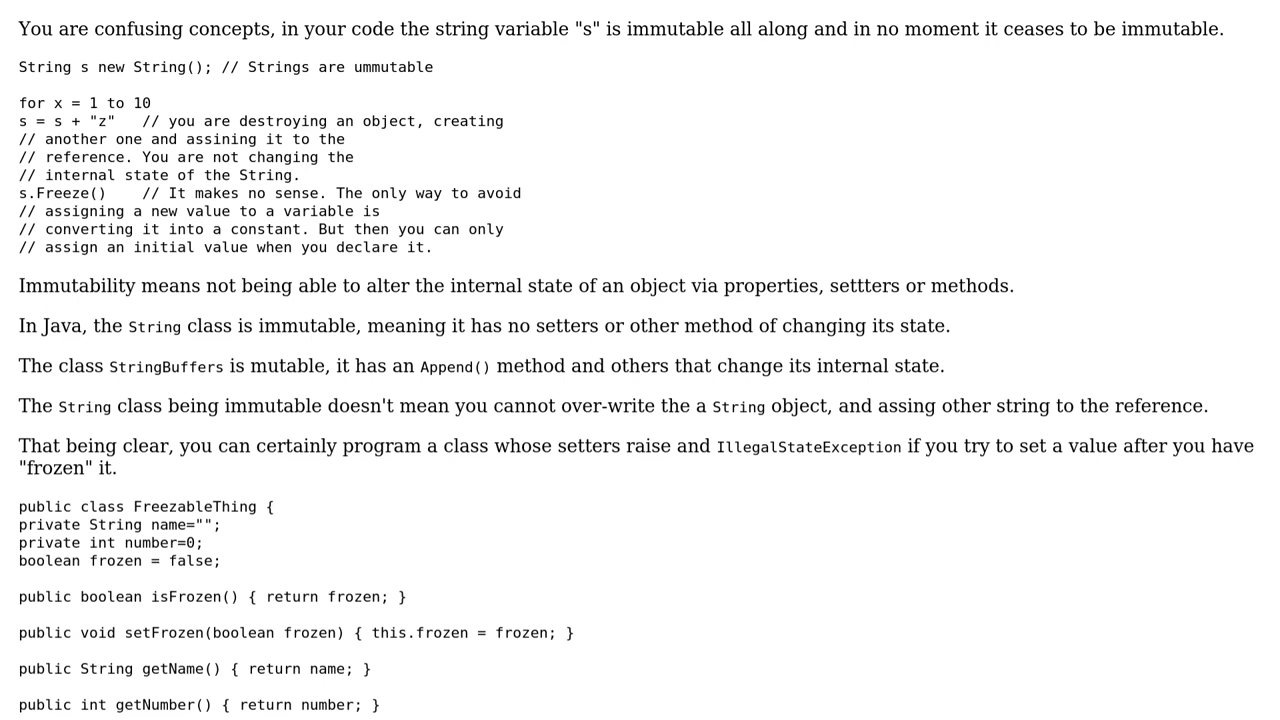 You are confusing concepts, in your code the string variable "s" is immutable all along and in no moment it ceases to be immutable.
String s new String(); // Strings are ummutable
for x = 1 to 10
s = s + "z"   // you are destroying an object, creating
// another one and assining it to the
// reference. You are not changing the
// internal state of the String.
s.Freeze()    // It makes no sense. The only way to avoid
// assigning a new value to a variable is
// converting it into a constant. But then you can only
// assign an initial value when you declare it.
Immutability means not being able to alter the internal state of an object via properties, settters or methods.
In Java, the String class is immutable, meaning it has no setters or other method of changing its state.
The class StringBuffers is mutable, it has an Append() method and others that change its internal state.
The String class being immutable doesn't mean you cannot over-write the a String object, and assing other string to the reference.
That being clear, you can certainly program a class whose setters raise and IllegalStateException if you try to set a value after you have
"frozen" it.
public class FreezableThing {
private String name="";
private int number=0;
boolean frozen = false;
public boolean isFrozen() { return frozen; }
public void setFrozen(boolean frozen) { this.frozen = frozen; }
public String getName() { return name; }
public int getNumber() { return number; }